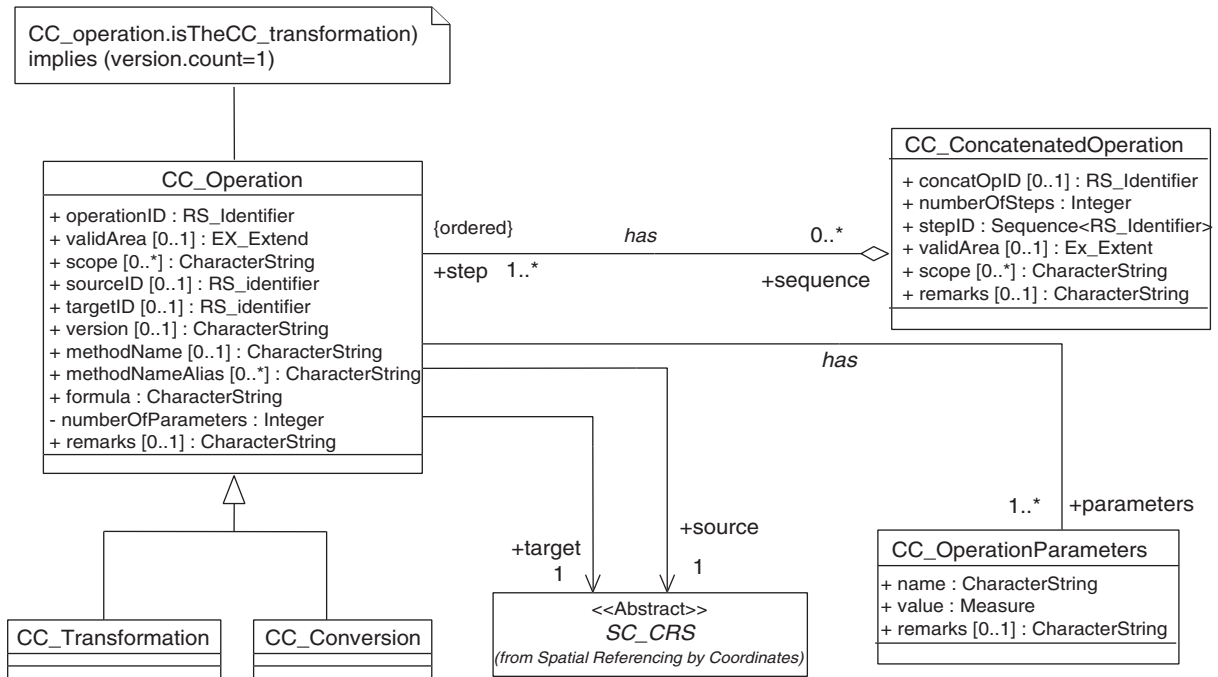 CC_operation.isTheCC_transformation)
implies (version.count=1)
CC_Operation
+ operationID : RS_Identifier
+ validArea [0..1] : EX_Extend
+ scope [0..*] : CharacterString
+ sourceID [0..1] : RS_identifier
+ targetID [0..1] : RS_identifier
+ version [0..1] : CharacterString
+ methodName [0..1] : CharacterString
+ methodNameAlias [0..*] : CharacterString
+ formula : CharacterString
- numberOfParameters : Integer
+ remarks [0..1] : CharacterString
{ordered}
has
0..*
+step 1..*
+sequence
CC_ConcatenatedOperation
+ concatOpID [0..1] : RS_Identifier
+ numberOfSteps : Integer
+ stepID : Sequence<RS_Identifier>
+ validArea [0..1] : Ex_Extent
+ scope [0..*] : CharacterString
+ remarks [0..1] : CharacterString
has
1..* +parameters
CC_OperationParameters
+ name : CharacterString
+ value : Measure
+ remarks [0..1] : CharacterString
+target
1
+source
1
<<Abstract>>
SC_CRS
(from Spatial Referencing by Coordinates)
CC_Transformation
CC_Conversion